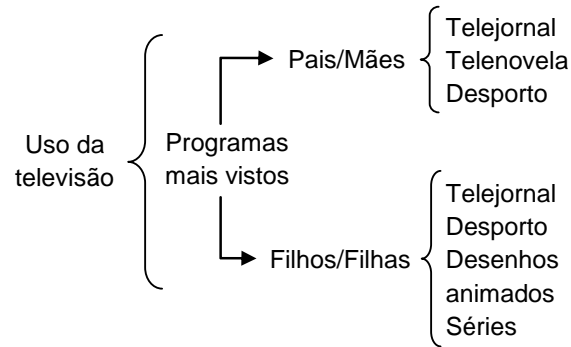 Uso da
televisão
Programas
mais vistos
Pais/Mães
Telejornal
Telenovela
Desporto
Filhos/Filhas
Telejornal
Desporto
Desenhos
animados
Séries